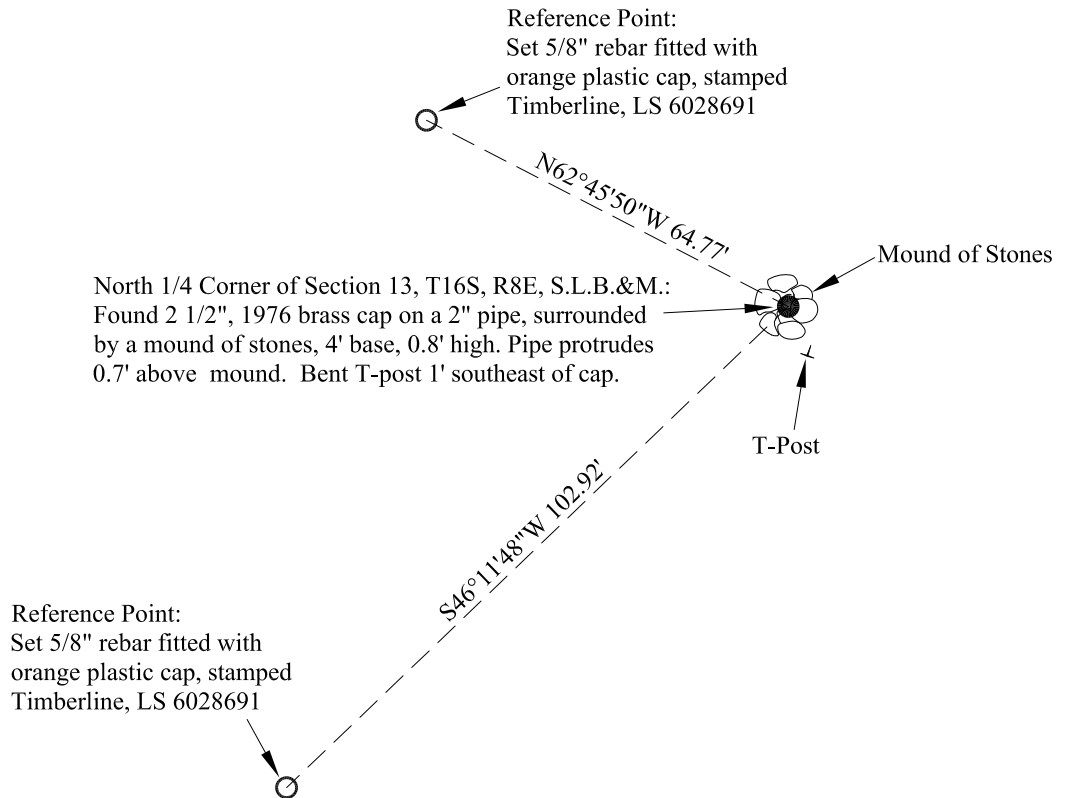 Reference Point:
Set 5/8" rebar fitted with
orange plastic cap, stamped
Timberline, LS 6028691
N62°45'50"W 64.77'
Mound of Stones
North 1/4 Corner of Section 13, T16S, R8E, S.L.B.&M.:
Found 2 1/2", 1976 brass cap on a 2" pipe, surrounded
by a mound of stones, 4' base, 0.8' high. Pipe protrudes
0.7' above mound. Bent T-post 1' southeast of cap.
T-Post
S46°11'48"W 102.92'
Reference Point:
Set 5/8" rebar fitted with
orange plastic cap, stamped
Timberline, LS 6028691